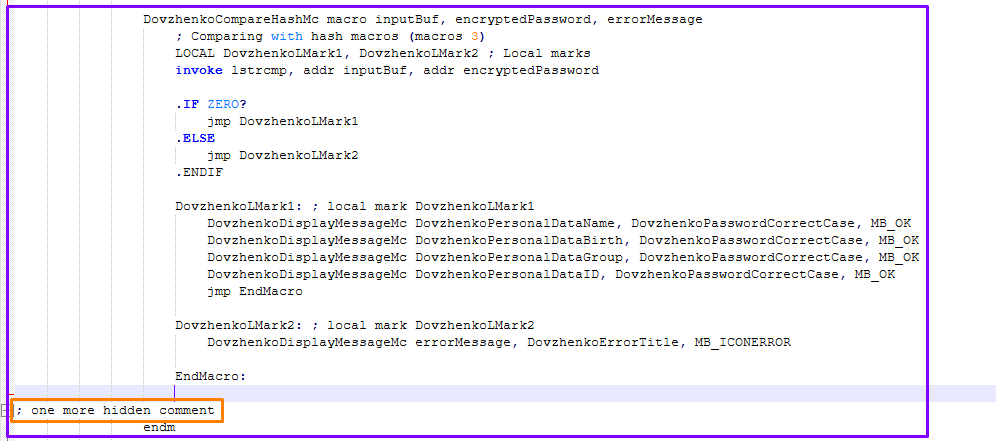 DovzhenkoCompareHashMc macro inputBuf, encryptedPassword, errorMessage
; Comparing with hash macros (macros 3)
LOCAL DovzhenkoLMark1, DovzhenkoLMark2 ; Local marks
invoke lstrcmp, addr inputBuf, addr encryptedPassword
.IF ZERO?
jmp DovzhenkoLMark1
.ELSE
jmp DovzhenkoLMark2
.ENDIF
DovzhenkoLMark1: ; local mark DovzhenkoLMark1
DovzhenkoDisplayMessageMc DovzhenkoPersonalDataName, DovzhenkoPasswordCorrectCase, MB_OK
DovzhenkoDisplayMessageMc DovzhenkoPersonalDataBirth, DovzhenkoPasswordCorrectCase, MB_OK
DovzhenkoDisplayMessageMc DovzhenkoPersonalDataGroup, DovzhenkoPasswordCorrectCase, MB_OK
DovzhenkoDisplayMessageMc DovzhenkoPersonalDataID, DovzhenkoPasswordCorrectCase, MB_OK
jmp EndMacro
DovzhenkoLMark2: ; local mark DovzhenkoLMark2
DovzhenkoDisplayMessageMc errorMessage, DovzhenkoErrorTitle, MB_ICONERROR
EndMacro:
; one more hidden comment
endm